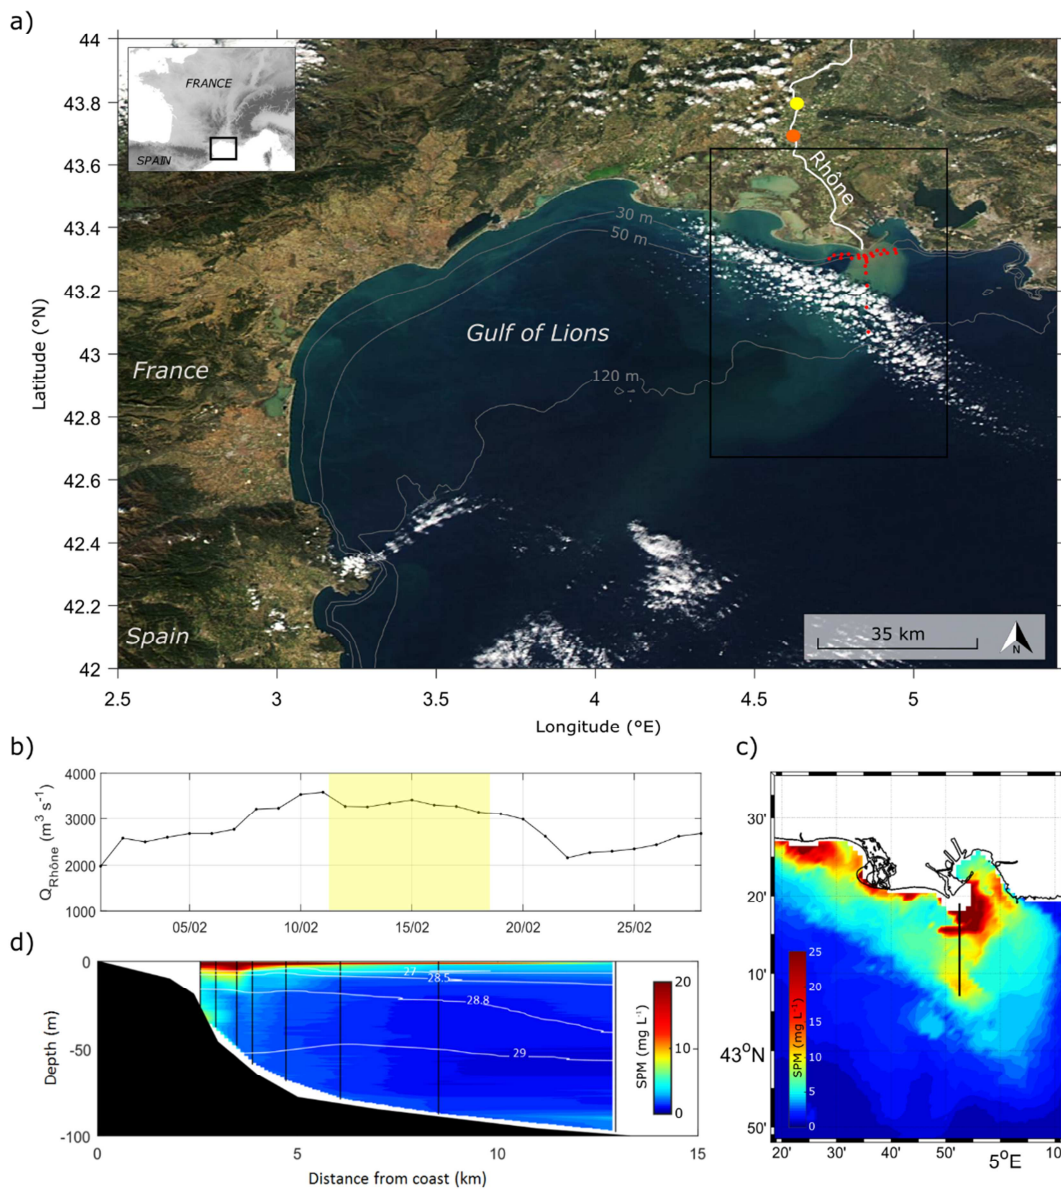 a)
44
43.8
43.6
43.4
43.2
43
42.8
42.6
42.4
42.2
42
Latitude (°N)
FRANCE
SPAIN
Rhône
30 m
50 m
Gulf of Lions
120 m
France
Spain
35 km
N
2.5 3 3.5 4 4.5 5
Longitude (°E)
b)
4000
3000
2000
1000
QRhône (m³ s⁻¹)
05/02 10/02 15/02 20/02 25/02
c)
30'
20'
10'
43°N
50'
25
20
15
10
5
0
SPM (mg L⁻¹)
20' 40' 50' 5°E 10
d)
0
-50
-100
Depth (m)
27
28.5
28.8
29
20
10
0
SPM (mg L⁻¹)
0 5 10 15
Distance from coast (km)